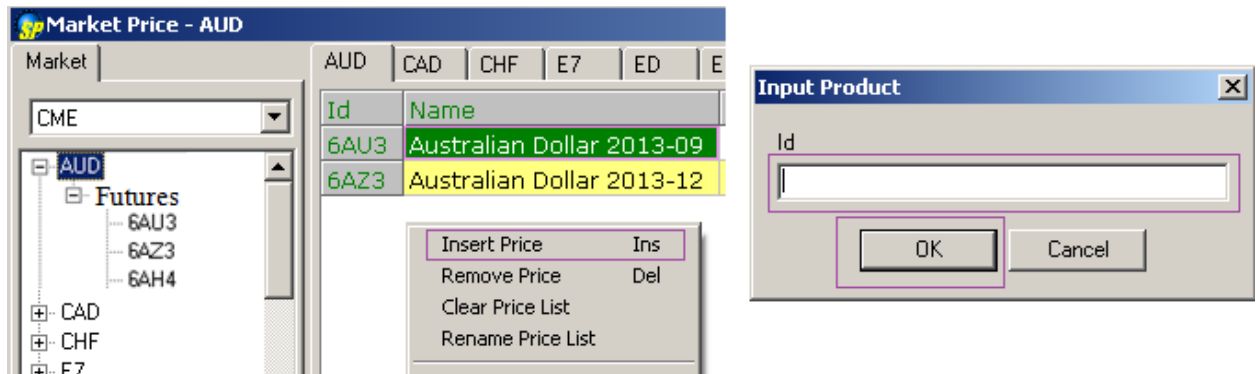 SP Market Price - AUD
Market
CME
AUD
Futures
6AU3
6AZ3
6AH4
CAD
CHF
E7
AUD CAD CHF E7 ED E
Id Name
6AU3 Australian Dollar 2013-09
6AZ3 Australian Dollar 2013-12
Insert Price Ins
Remove Price Del
Clear Price List
Rename Price List
Input Product
Id
OK Cancel